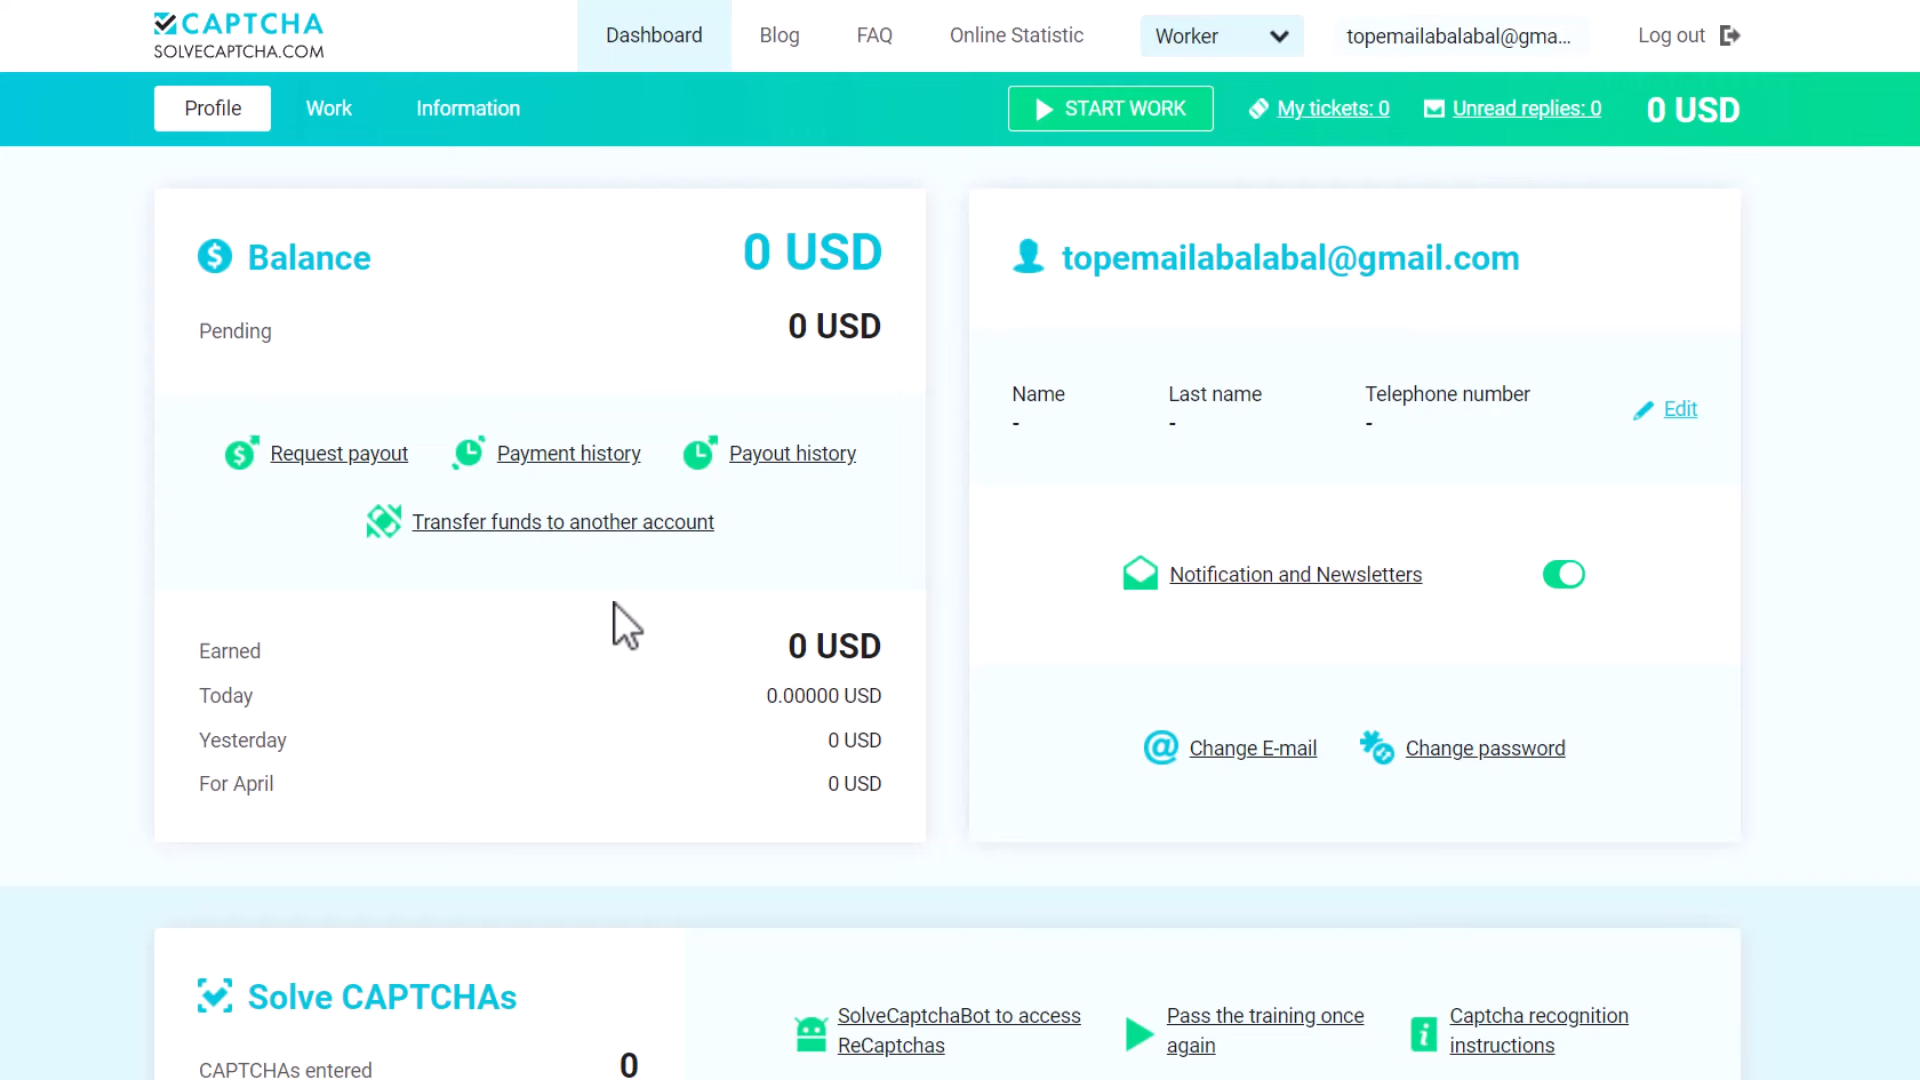 CAPTCHA
SOLVECAPTCHA.COM
Dashboard
Blog
FAQ
Online Statistic
Worker
topemailabalabal@gma...
Log out
Profile
Work
Information
START WORK
My tickets: 0
Unread replies: 0
0 USD
Balance
0 USD
Pending
0 USD
Request payout
Payment history
Payout history
Transfer funds to another account
Earned
0 USD
Today
0.00000 USD
Yesterday
0 USD
For April
0 USD
topemailabalabal@gmail.com
Name
-
Last name
-
Telephone number
-
Edit
Notification and Newsletters
Change E-mail
Change password
Solve CAPTCHAs
CAPTCHAs entered
0
SolveCaptchaBot to access
ReCaptchas
Pass the training once
again
Captcha recognition
instructions